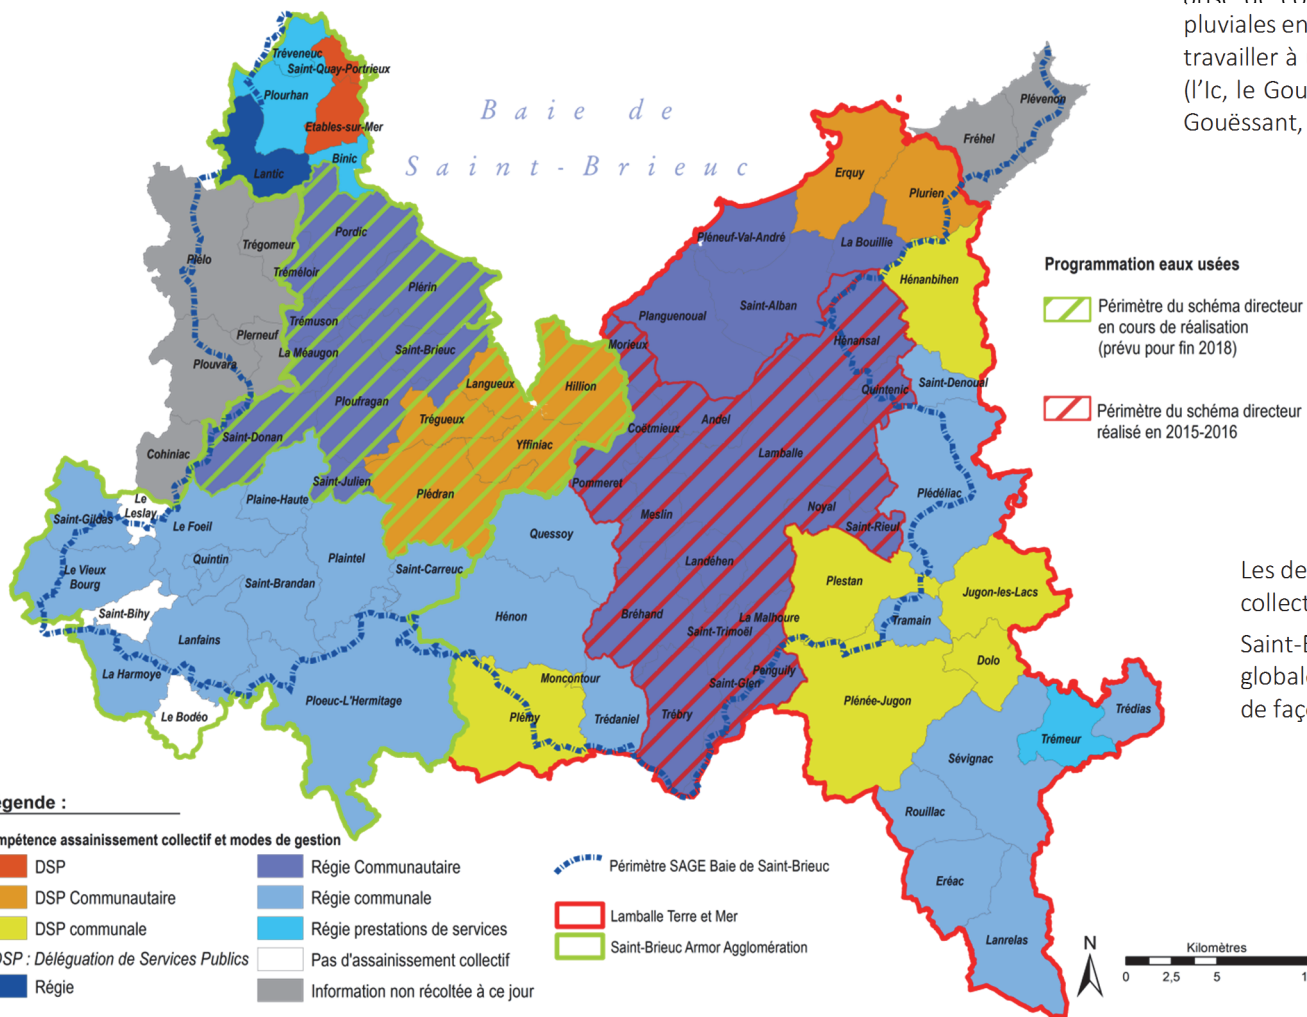 pluviales en
travailler à
(l'Ic, le Gou
Gouëssant,
Baie de
Saint-Brieuc
Tréveneuc
Saint-Quay-Portrieux
Plourhan
Etables-sur-Mer
Binic
Lantic
Plévenon
Fréhel
Erquy
Plurien
Pordic
Trégomeur
Plélo
Tréméloir
Plérin
Pléneuf-Val-André
La Bouillie
Hénanbihen
Saint-Alban
Planguenoual
Trémuson
Plerneuf
La Méaugon
Saint-Brieuc
Plouvara
Morieux
Hénansal
Langueux
Hillion
Quintenic
Saint-Denoual
Ploufragan
Trégueux
Andel
Coëtmieux
Saint-Donan
Yffiniac
Lamballe
Cohiniac
Saint-Julien
Pommeret
Plédran
Plédéliac
Le
Leslay
Plaine-Haute
Noyal
Saint-Gildas
Le Foeil
Meslin
Saint-Rieul
Quessoy
Quintin
Plaintel
Landéhen
Le Vieux
Bourg
Saint-Brandan
Saint-Carreuc
Plestan
Jugon-les-Lacs
Saint-Bihy
Hénon
Bréhand
La Malhoure
Tramain
Lanfains
Saint-Trimoël
Dolo
La Harmoye
Moncontour
Penguily
Saint-Glen
Ploeuc-L'Hermitage
Plénée-Jugon
Le Bodéo
Plémy
Trédaniel
Trébry
Trédias
Trémeur
Sévignac
Rouillac
Eréac
Lanrelas
Programmation eaux usées
Périmètre du schéma directeur
en cours de réalisation
(prévu pour fin 2018)
Périmètre du schéma directeur
réalisé en 2015-2016
Les de
collect
Saint-B
globale
de faço
égende :
mpétence assainissement collectif et modes de gestion
DSP
DSP Communautaire
DSP communale
DSP : Déléguation de Services Publics
Régie
Régie Communautaire
Régie communale
Régie prestations de services
Pas d'assainissement collectif
Information non récoltée à ce jour
Périmètre SAGE Baie de Saint-Brieuc
Lamballe Terre et Mer
Saint-Brieuc Armor Agglomération
N
Kilomètres
0 2,5 5 1